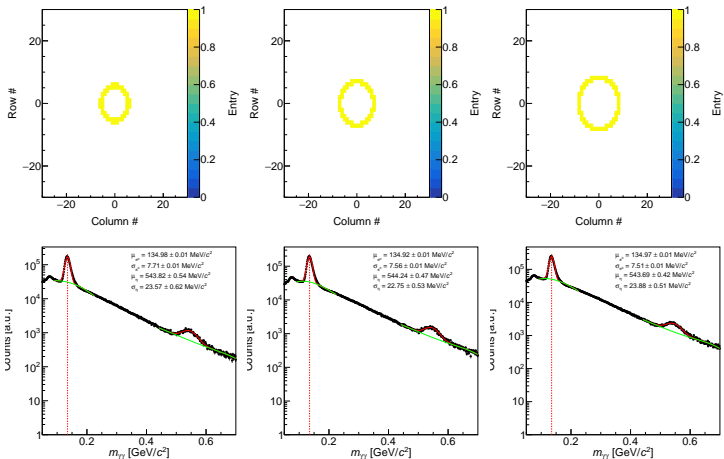 20
0
−20
Row #
−20 0 20
Column #
1
0.8
0.6
0.4
0.2
0
Entry
20
0
−20
Row #
−20 0 20
Column #
1
0.8
0.6
0.4
0.2
0
Entry
20
0
−20
Row #
−20 0 20
Column #
1
0.8
0.6
0.4
0.2
0
Entry
μπ⁰ = 134.98 ± 0.01 MeV/c²
σπ⁰ = 7.71 ± 0.01 MeV/c²
μη = 543.82 ± 0.54 MeV/c²
ση = 23.57 ± 0.62 MeV/c²
10⁵
10⁴
10³
10²
10
1
Counts [a.u.]
0.2 0.4 0.6
mγγ [GeV/c²]
μπ⁰ = 134.92 ± 0.01 MeV/c²
σπ⁰ = 7.56 ± 0.01 MeV/c²
μη = 544.24 ± 0.47 MeV/c²
ση = 22.75 ± 0.53 MeV/c²
10⁵
10⁴
10³
10²
10
1
Counts [a.u.]
0.2 0.4 0.6
mγγ [GeV/c²]
μπ⁰ = 134.97 ± 0.01 MeV/c²
σπ⁰ = 7.51 ± 0.01 MeV/c²
μη = 543.69 ± 0.42 MeV/c²
ση = 23.88 ± 0.51 MeV/c²
10⁵
10⁴
10³
10²
10
1
Counts [a.u.]
0.2 0.4 0.6
mγγ [GeV/c²]